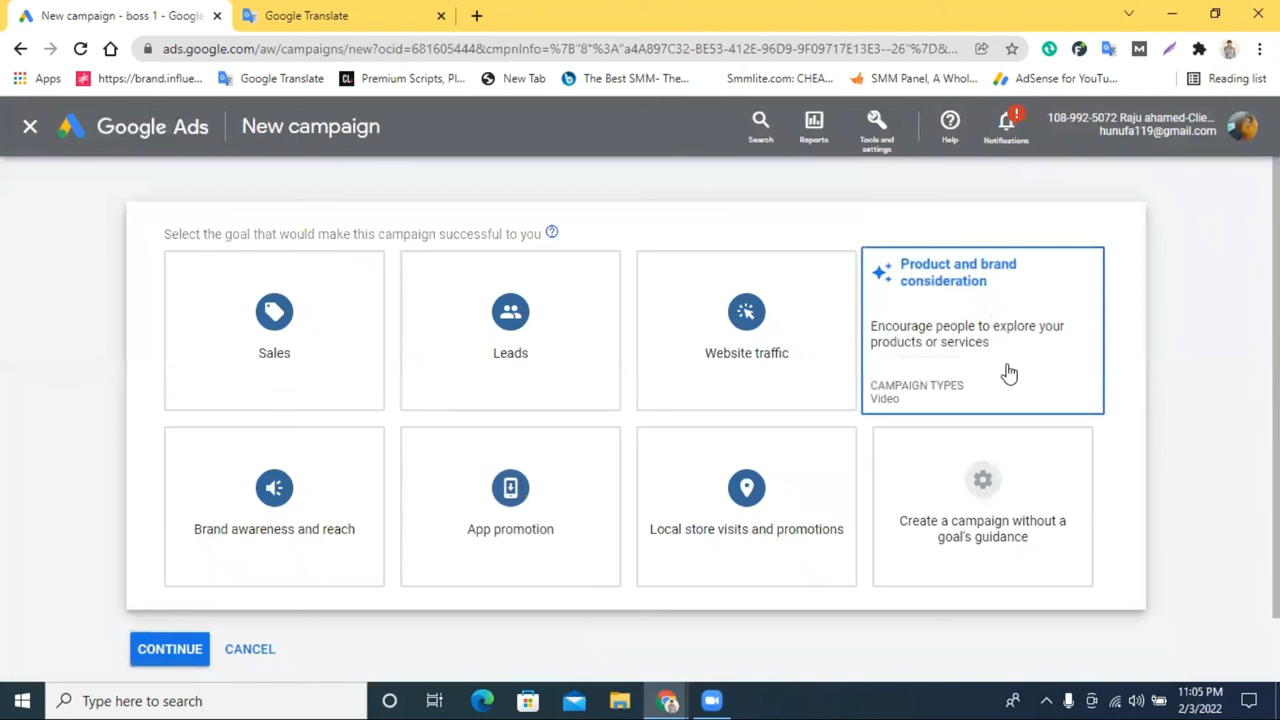 New campaign - boss 1 - Google
Google Translate
ads.google.com/aw/campaigns/new?ocid=681605444&cmpnInfo=%7B"8"%3A"a4A897C32-BE53-412E-96D9-9F09717E13E3--26"%7D&...
Apps
https://brand.influe...
Google Translate
Premium Scripts, Pl...
New Tab
The Best SMM- The...
Smmlite.com: CHEA...
SMM Panel, A Whol...
AdSense for YouTu...
Reading list
Google Ads
New campaign
Search
Reports
Tools and
settings
Help
Notifications
108-992-5072 Raju ahamed-Clie...
hunufa119@gmail.com
Select the goal that would make this campaign successful to you
Sales
Leads
Website traffic
Product and brand
consideration
Encourage people to explore your
products or services
CAMPAIGN TYPES
Video
Brand awareness and reach
App promotion
Local store visits and promotions
Create a campaign without a
goal's guidance
CONTINUE
CANCEL
Type here to search
11:05 PM
2/3/2022